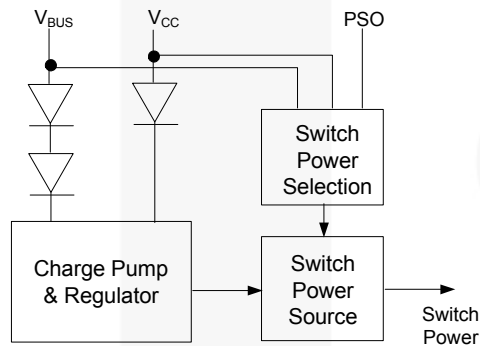 VBUS
VCC
PSO
Switch
Power
Selection
Charge Pump
& Regulator
Switch
Power
Source
Switch
Power